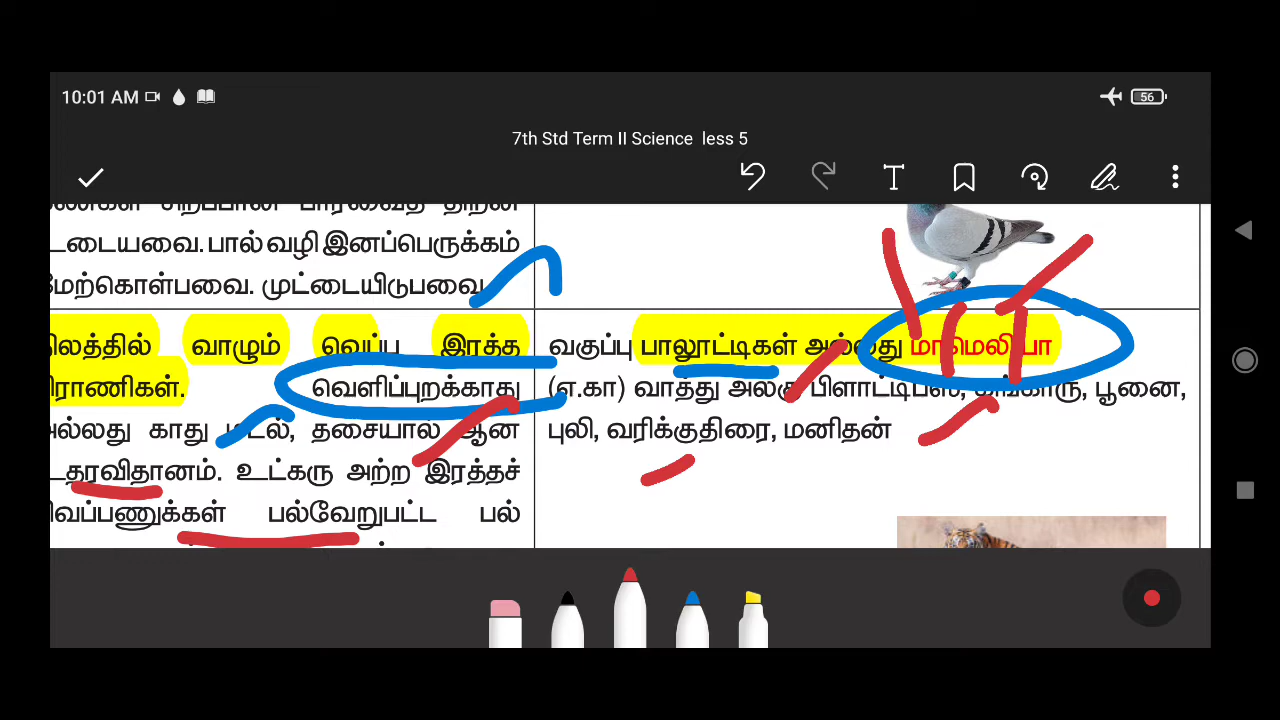 10:01 AM
56
7th Std Term II Science less 5
டையவை. பால் வழி இனப்பெருக்கம்
மேற்கொள்பவை. முட்டையிடுபவை
வாழும் வெப்ப இரத்த
பிராணிகள். வெளிப்புறக்காது
அல்லது காது மடல், தசையால் ஆன
உதரவிதானம். உட்கரு அற்ற இரத்தச்
சிவப்பணுக்கள் பல்வேறுபட்ட பல்
வகுப்பு பாலூட்டிகள் அல்லது மாமெலியா
(எ.கா) வாத்து அலகு பிளாட்டிபஸ், கங்காரு, பூனை,
புலி, வரிக்குதிரை, மனிதன்